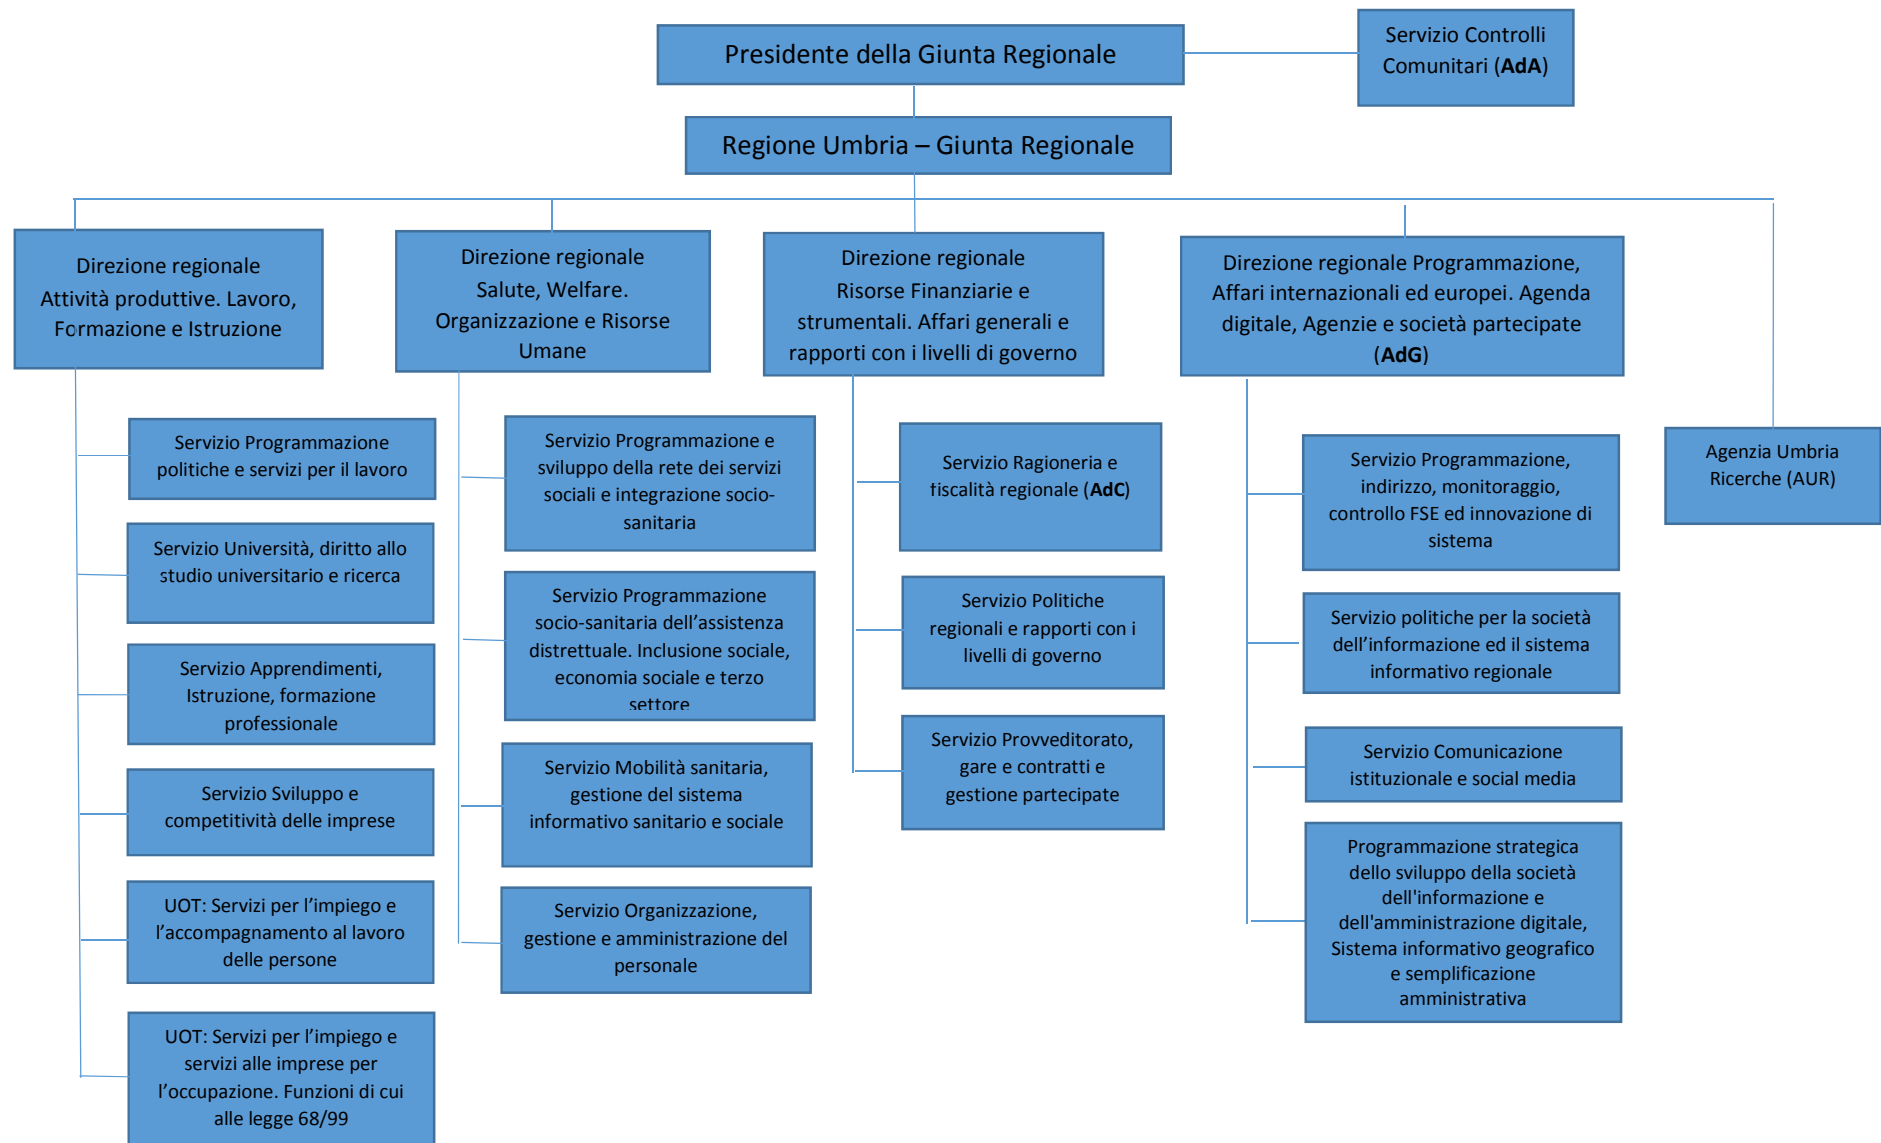 Presidente della Giunta Regionale
Servizio Controlli
Comunitari (AdA)
Regione Umbria – Giunta Regionale
Direzione regionale
Attività produttive. Lavoro,
Formazione e Istruzione
Direzione regionale
Salute, Welfare.
Organizzazione e Risorse
Umane
Direzione regionale
Risorse Finanziarie e
strumentali. Affari generali e
rapporti con i livelli di governo
Direzione regionale Programmazione,
Affari internazionali ed europei. Agenda
digitale, Agenzie e società partecipate
(AdG)
Servizio Programmazione
politiche e servizi per il lavoro
Servizio Università, diritto allo
studio universitario e ricerca
Servizio Apprendimenti,
Istruzione, formazione
professionale
Servizio Sviluppo e
competitività delle imprese
UOT: Servizi per l’impiego e
l’accompagnamento al lavoro
delle persone
UOT: Servizi per l’impiego e
servizi alle imprese per
l’occupazione. Funzioni di cui
alle legge 68/99
Servizio Programmazione e
sviluppo della rete dei servizi
sociali e integrazione socio-
sanitaria
Servizio Programmazione
socio-sanitaria dell’assistenza
distrettuale. Inclusione sociale,
economia sociale e terzo
settore
Servizio Mobilità sanitaria,
gestione del sistema
informativo sanitario e sociale
Servizio Organizzazione,
gestione e amministrazione del
personale
Servizio Ragioneria e
fiscalità regionale (AdC)
Servizio Politiche
regionali e rapporti con i
livelli di governo
Servizio Provveditorato,
gare e contratti e
gestione partecipate
Servizio Programmazione,
indirizzo, monitoraggio,
controllo FSE ed innovazione di
sistema
Servizio politiche per la società
dell’informazione ed il sistema
informativo regionale
Servizio Comunicazione
istituzionale e social media
Programmazione strategica
dello sviluppo della società
dell'informazione e
dell'amministrazione digitale,
Sistema informativo geografico
e semplificazione
amministrativa
Agenzia Umbria
Ricerche (AUR)